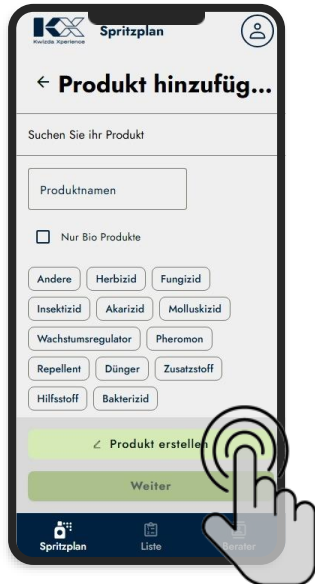 KX Spritzplan
Kwizda Xperience
← Produkt hinzufüg...
Suchen Sie ihr Produkt
Produktnamen
Nur Bio Produkte
Andere Herbizid Fungizid
Insektizid Akarizid Molluskizid
Wachstumsregulator Pheromon
Repellent Dünger Zusatzstoff
Hilfsstoff Bakterizid
Produkt erstellen
Weiter
Spritzplan Liste Berater